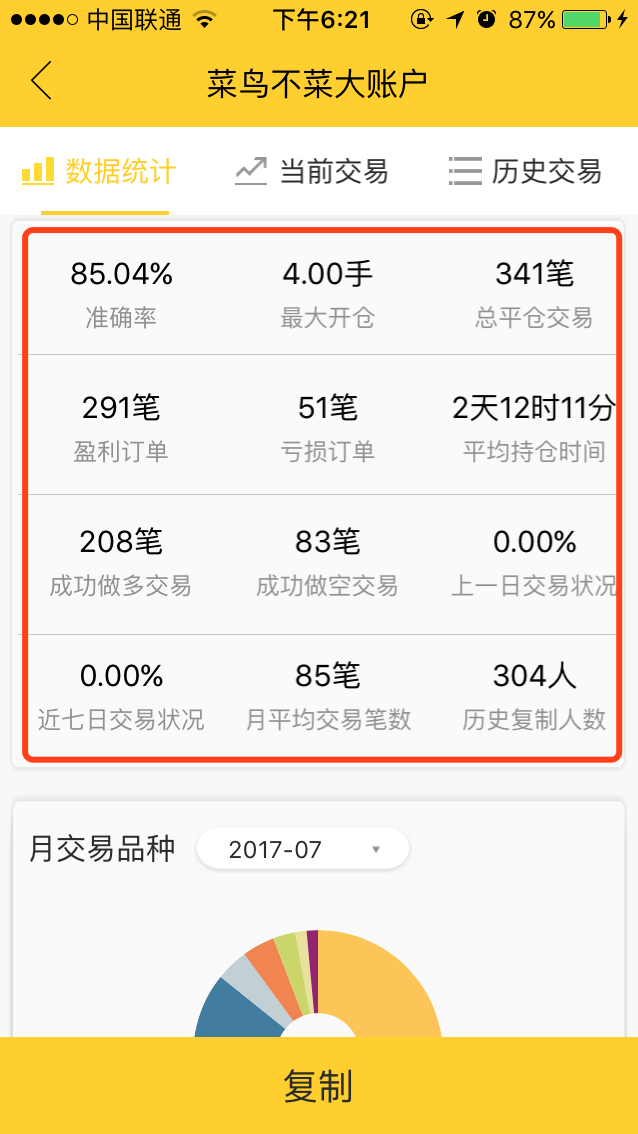 中国联通 下午6:21 87%
菜鸟不菜大账户
数据统计 当前交易 历史交易
85.04% 4.00手 341笔
准确率 最大开仓 总平仓交易
291笔 51笔 2天12时11分
盈利订单 亏损订单 平均持仓时间
208笔 83笔 0.00%
成功做多交易 成功做空交易 上一日交易状况
0.00% 85笔 304人
近七日交易状况 月平均交易笔数 历史复制人数
月交易品种 2017-07
复制